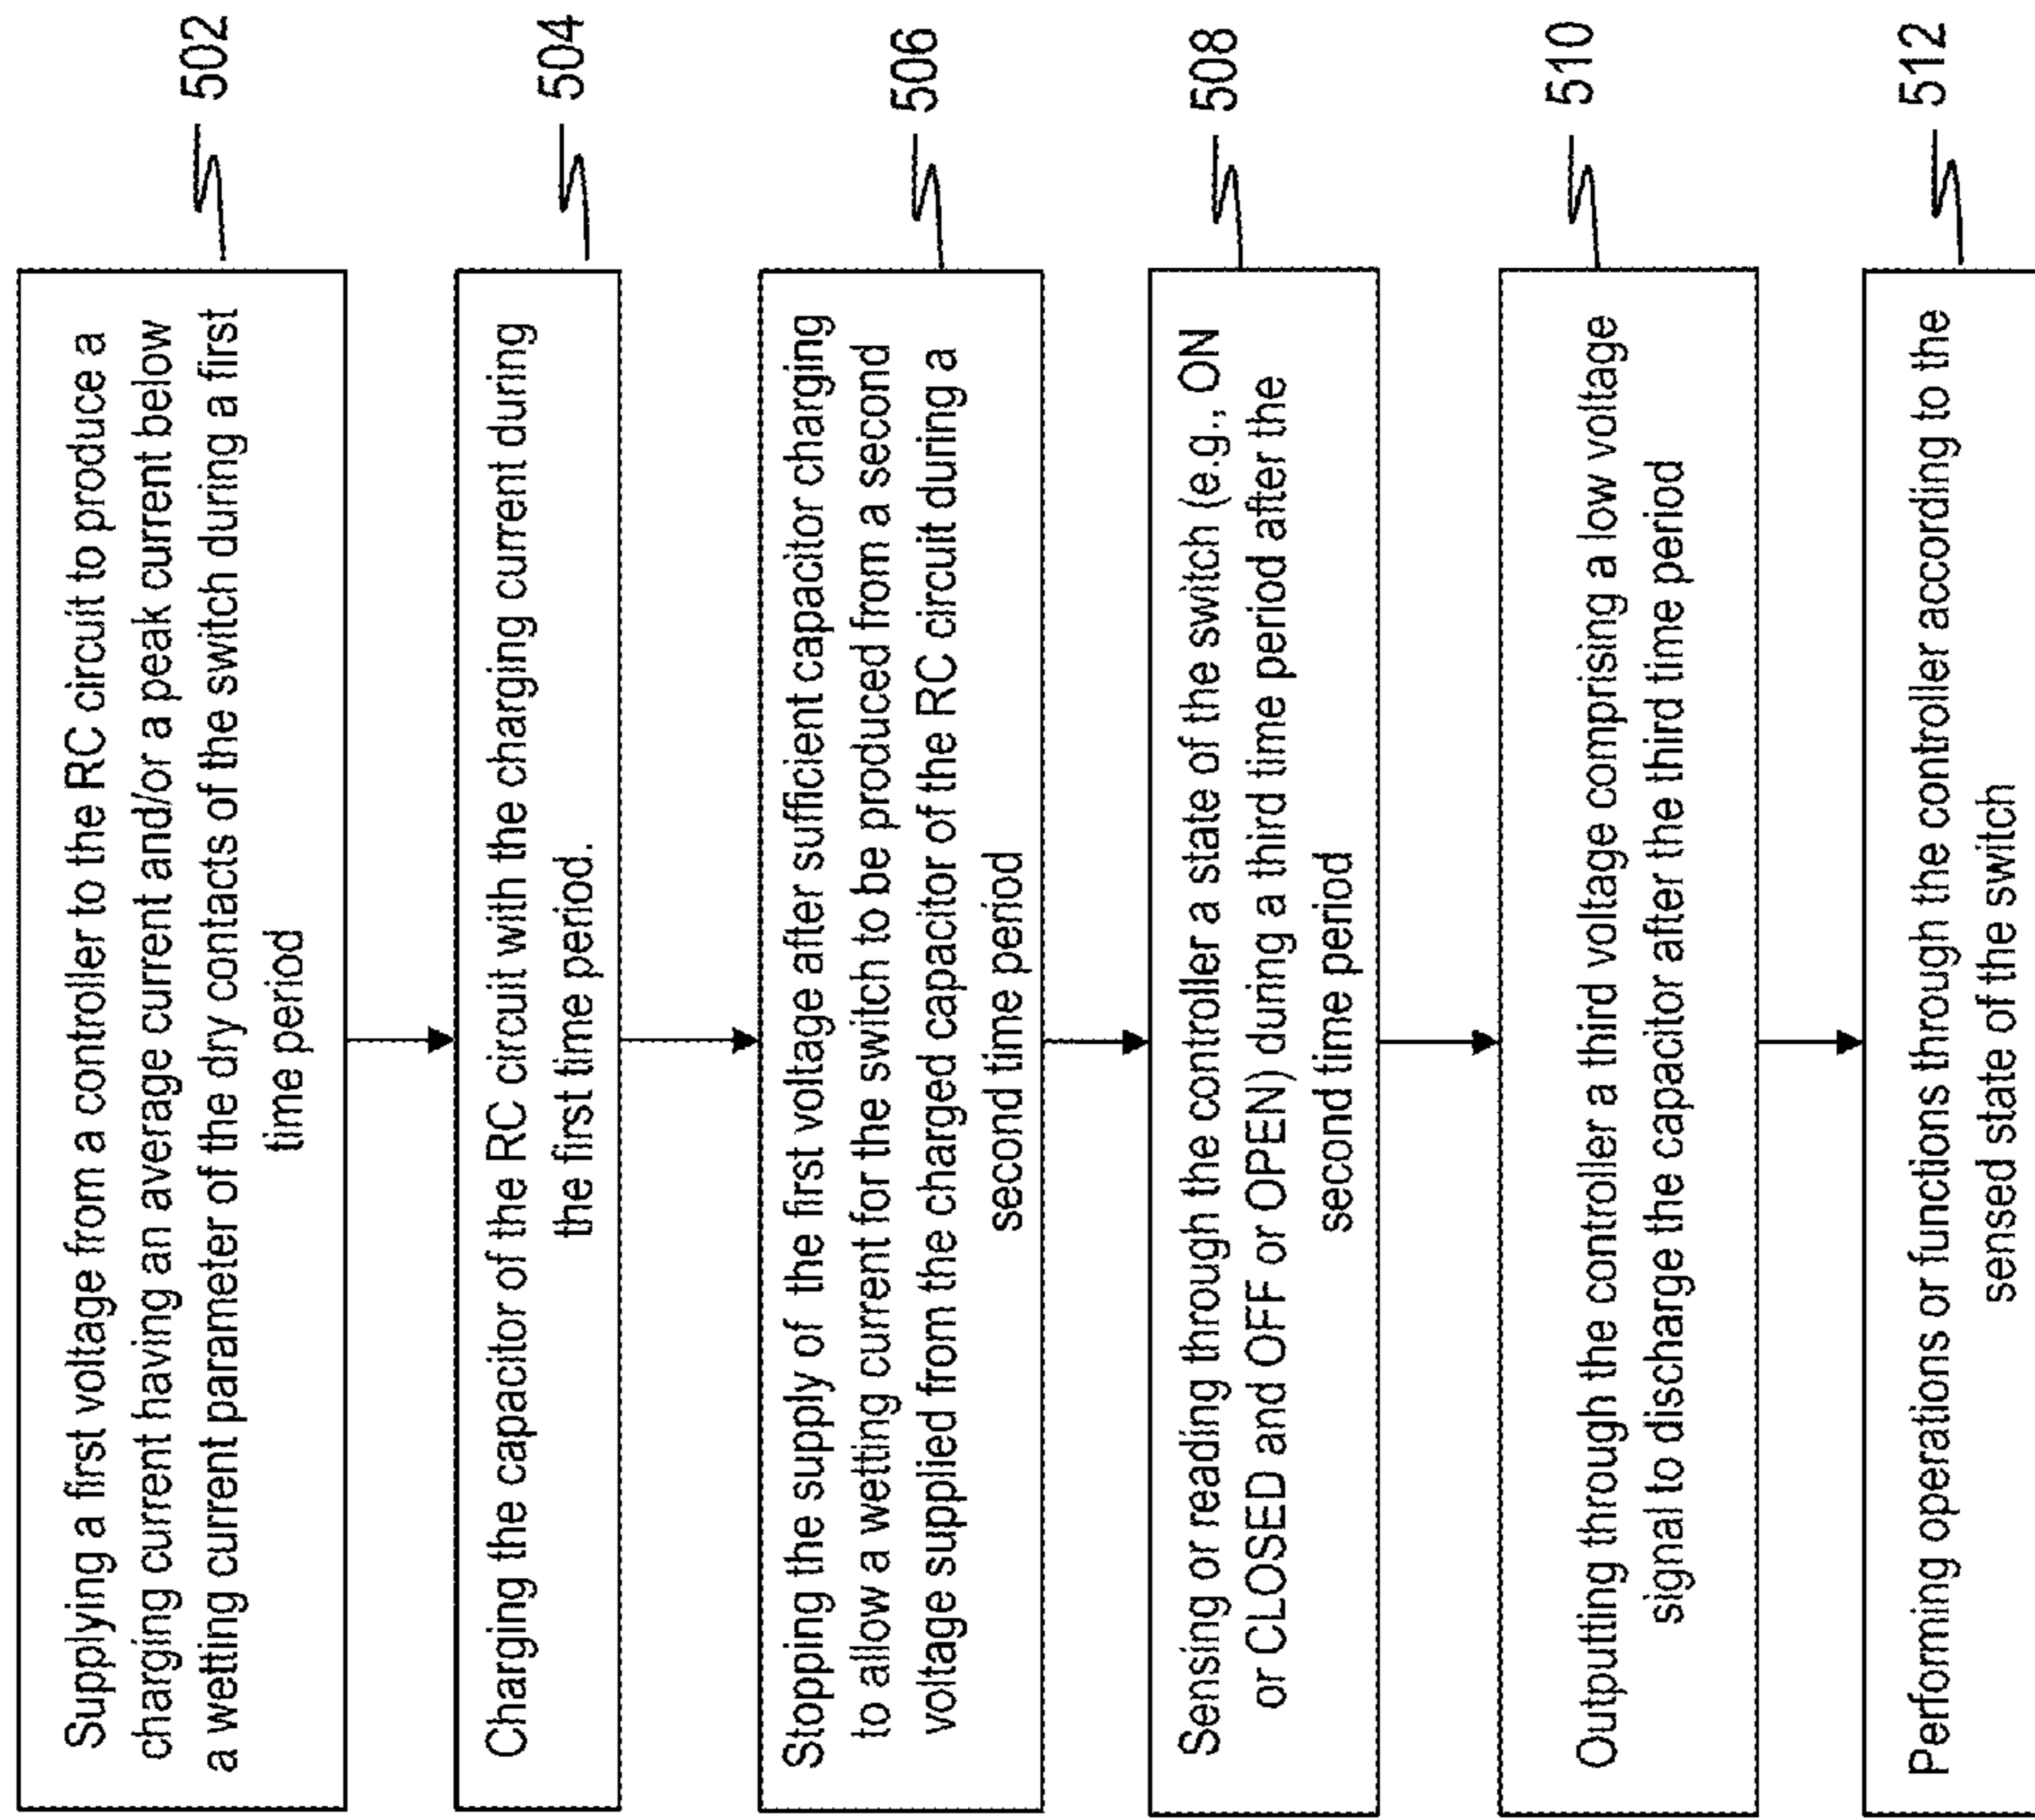 Supplying a first voltage from a controller to the RC circuit to produce a
charging current having an average current and/or a peak current below
a wetting current parameter of the dry contacts of the switch during a first
time period
502
Charging the capacitor of the RC circuit with the charging current during
the first time period.
504
Stopping the supply of the first voltage after sufficient capacitor charging
to allow a wetting current for the switch to be produced from a second
voltage supplied from the charged capacitor of the RC circuit during a
second time period
506
Sensing or reading through the controller a state of the switch (e.g., ON
or CLOSED and OFF or OPEN) during a third time period after the
second time period
508
Outputting through the controller a third voltage comprising a low voltage
signal to discharge the capacitor after the third time period
510
Performing operations or functions through the controller according to the
sensed state of the switch
512